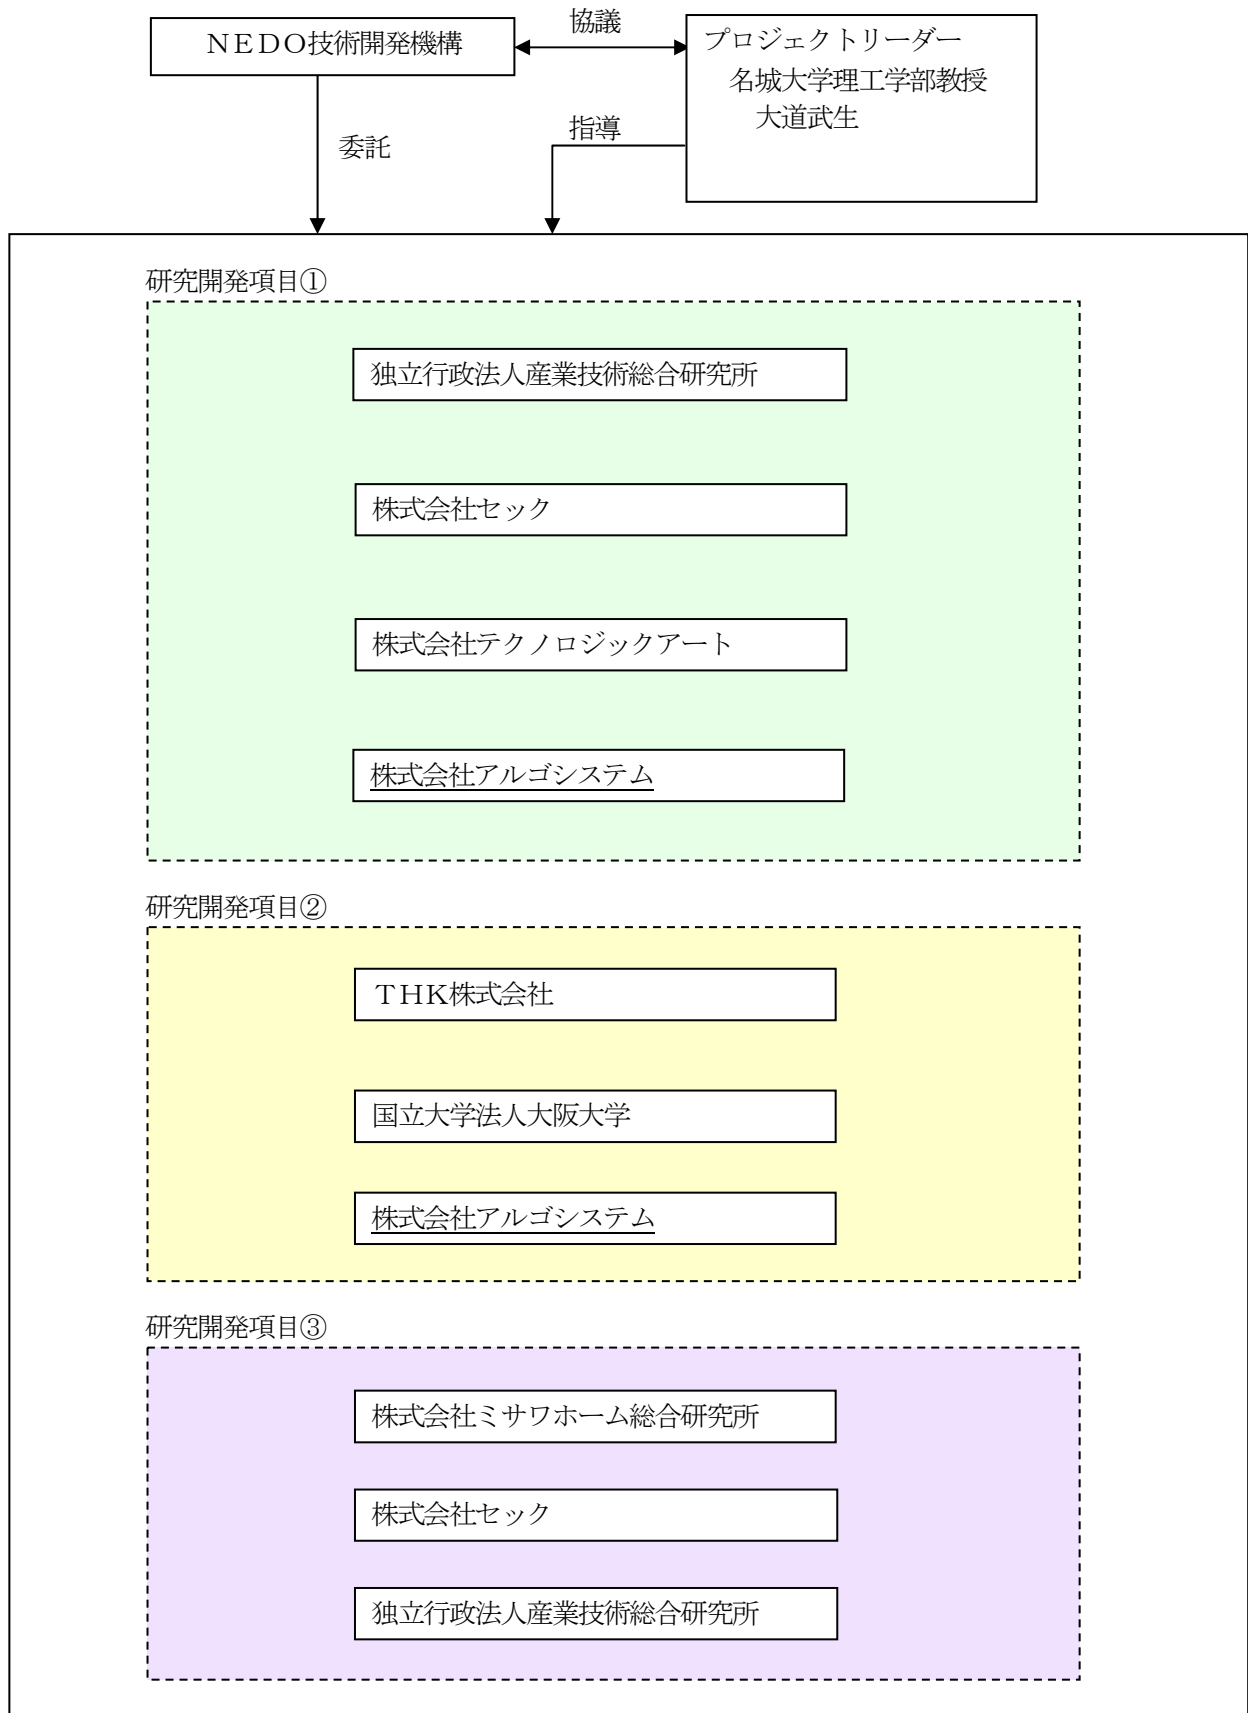 協議
ＮＥＤＯ技術開発機構
プロジェクトリーダー
名城大学理工学部教授
大道武生
指導
委託
研究開発項目①
独立行政法人産業技術総合研究所
株式会社セック
株式会社テクノロジックアート
株式会社アルゴシステム
研究開発項目②
ＴＨＫ株式会社
国立大学法人大阪大学
株式会社アルゴシステム
研究開発項目③
株式会社ミサワホーム総合研究所
株式会社セック
独立行政法人産業技術総合研究所